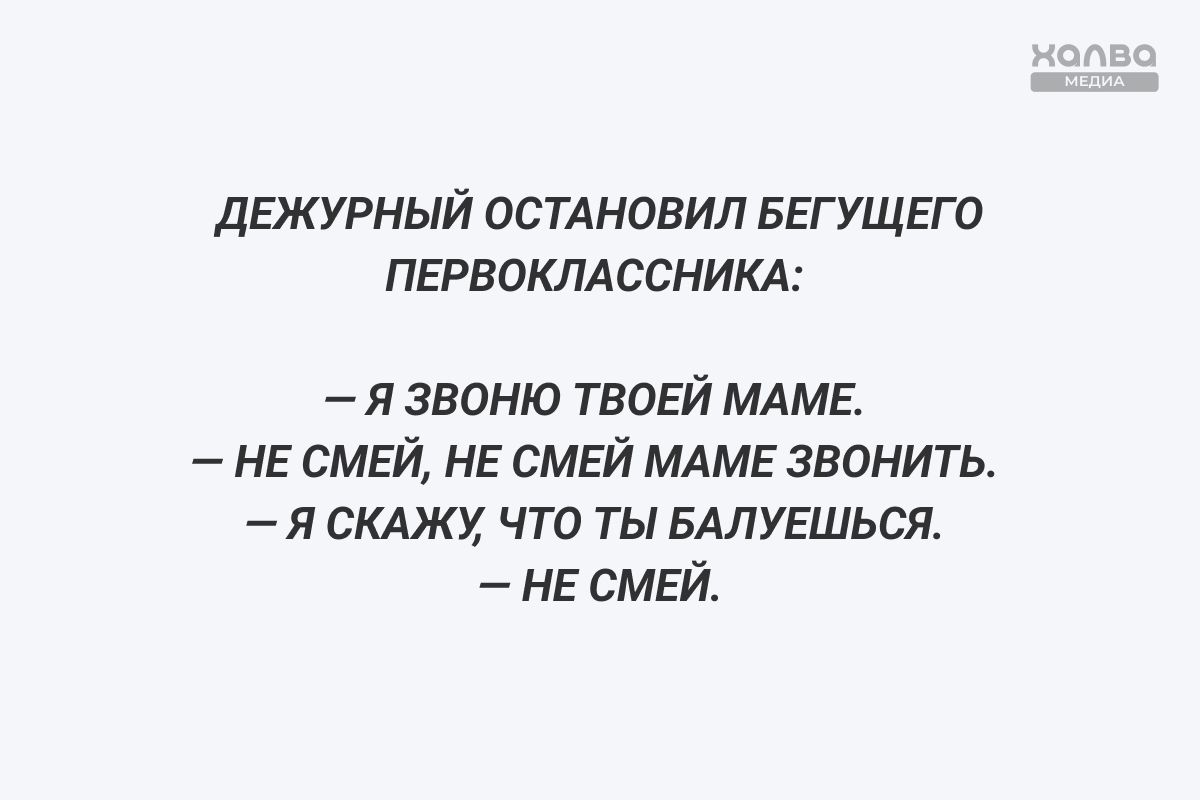 ХАЛВА
МЕДИА
ДЕЖУРНЫЙ ОСТАНОВИЛ БЕГУЩЕГО
ПЕРВОКЛАССНИКА:
— Я ЗВОНЮ ТВОЕЙ МАМЕ.
— НЕ СМЕЙ, НЕ СМЕЙ МАМЕ ЗВОНИТЬ.
— Я СКАЖУ, ЧТО ТЫ БАЛУЕШЬСЯ.
— НЕ СМЕЙ.